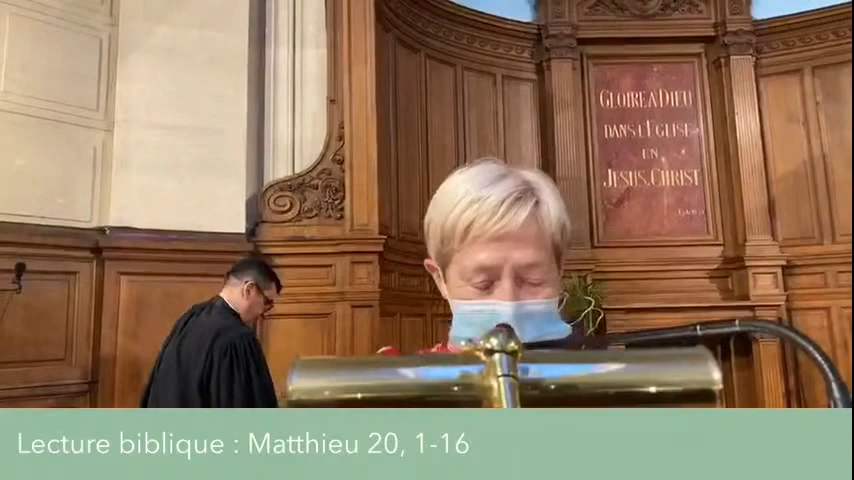 GLOIRE A DIEU
DANS L'EGLISE
EN
JESUS.CHRIST
Lecture biblique : Matthieu 20, 1-16